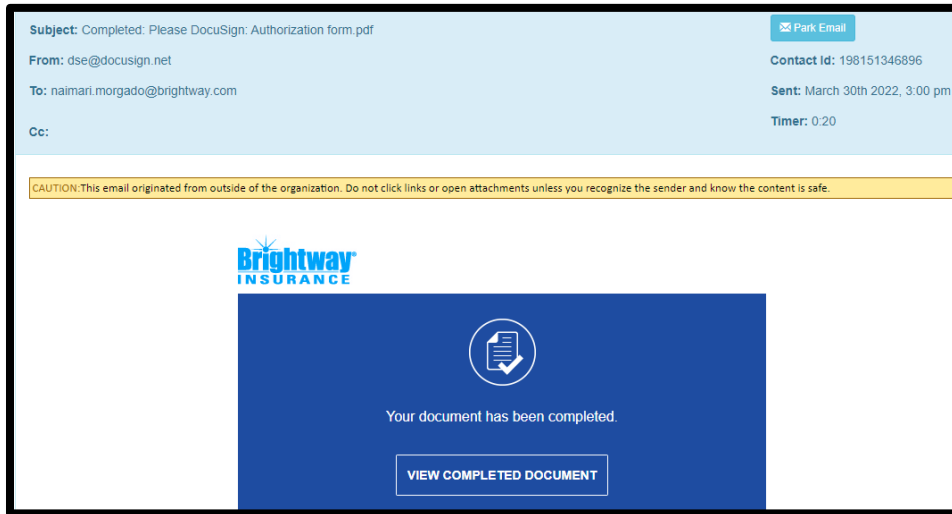 Subject: Completed: Please DocuSign: Authorization form.pdf
Park Email
From: dse@docusign.net
Contact Id: 198151346896
To: naimari.morgado@brightway.com
Sent: March 30th 2022, 3:00 pm
Timer: 0:20
Cc:
CAUTION:This email originated from outside of the organization. Do not click links or open attachments unless you recognize the sender and know the content is safe.
Brightway
INSURANCE
Your document has been completed.
VIEW COMPLETED DOCUMENT